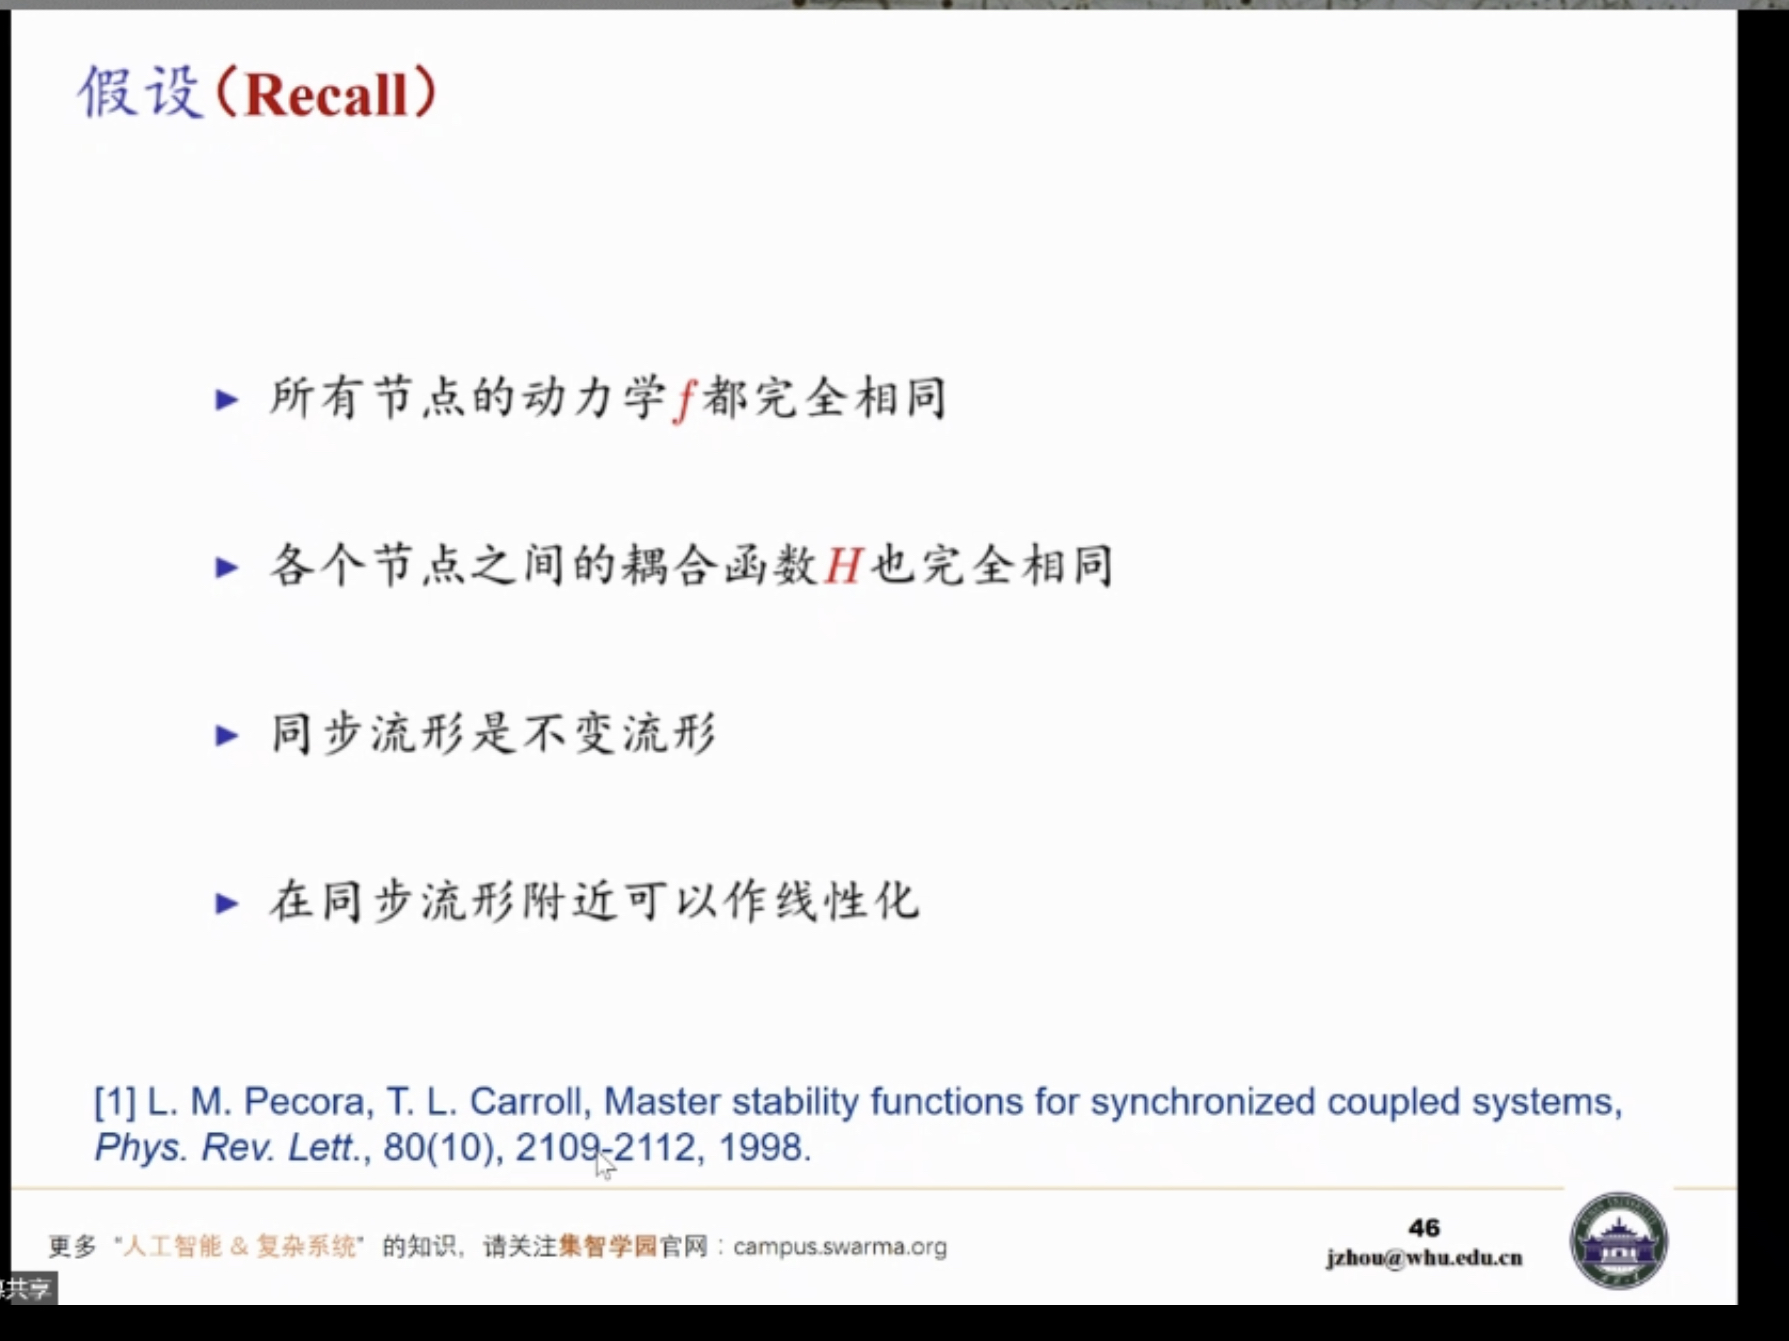 假设(Recall)
▶ 所有节点的动力学f都完全相同
▶ 各个节点之间的耦合函数H也完全相同
▶ 同步流形是不变流形
▶ 在同步流形附近可以作线性化
[1] L. M. Pecora, T. L. Carroll, Master stability functions for synchronized coupled systems,
Phys. Rev. Lett., 80(10), 2109-2112, 1998.
更多 “人工智能 & 复杂系统” 的知识，请关注集智学园官网：campus.swarma.org
46
jzhou@whu.edu.cn
共享